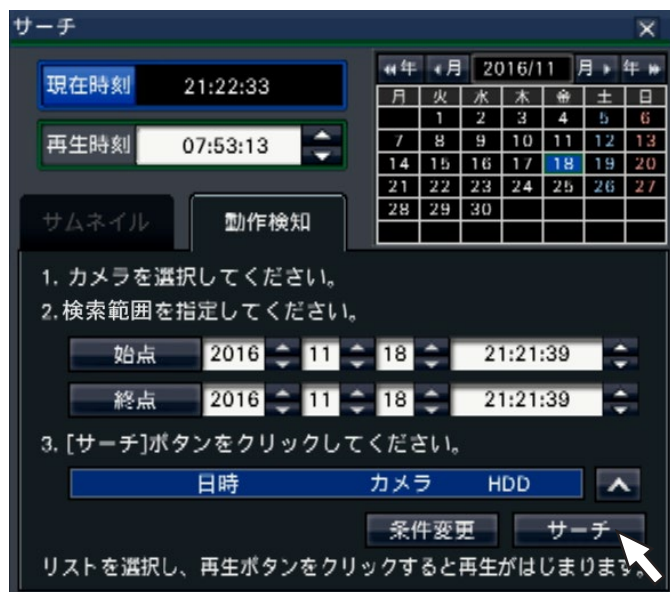 サーチ
現在時刻 21:22:33
再生時刻 07:53:13
年 月 2016/11 月 年
月 火 水 木 金 土 日
1 2 3 4 5 6
7 8 9 10 11 12 13
14 15 16 17 18 19 20
21 22 23 24 25 26 27
28 29 30
サムネイル 動作検知
1. カメラを選択してください。
2. 検索範囲を指定してください。
始点 2016 11 18 21:21:39
終点 2016 11 18 21:21:39
3. [サーチ]ボタンをクリックしてください。
日時 カメラ HDD
条件変更 サーチ
リストを選択し、再生ボタンをクリックすると再生がはじまります。